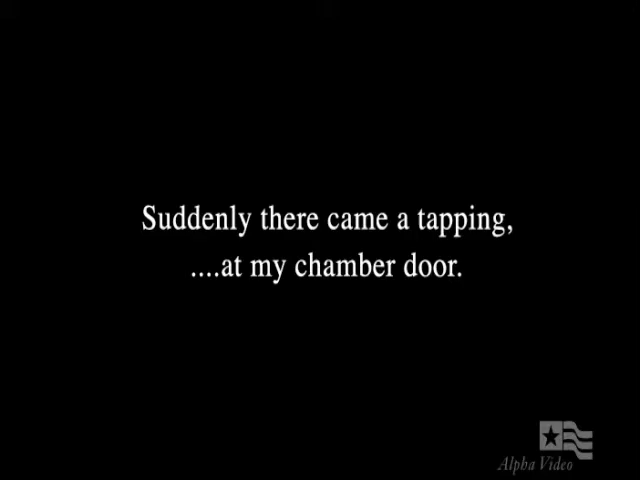 Suddenly there came a tapping,
....at my chamber door.
Alpha Video